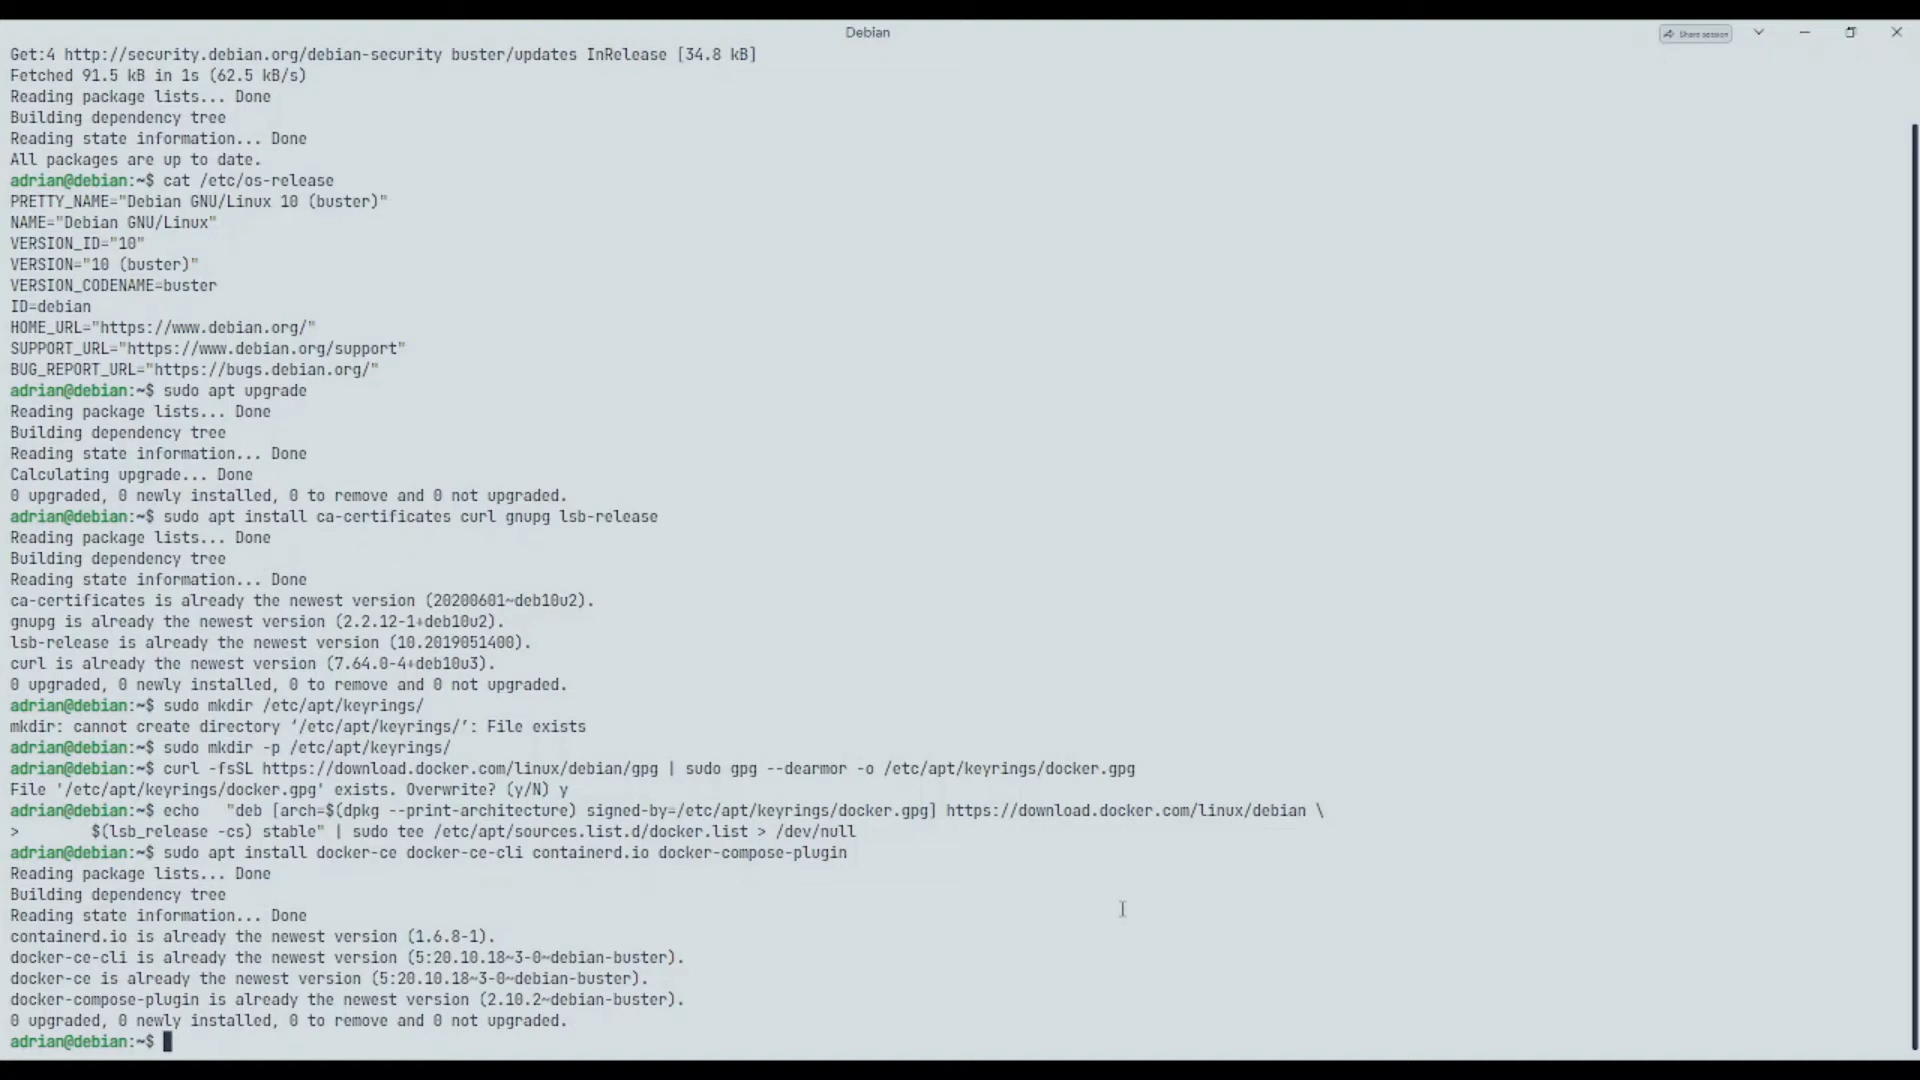 Debian
Share session
Get:4 http://security.debian.org/debian-security buster/updates InRelease [34.8 kB]
Fetched 91.5 kB in 1s (62.5 kB/s)
Reading package lists... Done
Building dependency tree
Reading state information... Done
All packages are up to date.
adrian@debian:~$ cat /etc/os-release
PRETTY_NAME="Debian GNU/Linux 10 (buster)"
NAME="Debian GNU/Linux"
VERSION_ID="10"
VERSION="10 (buster)"
VERSION_CODENAME=buster
ID=debian
HOME_URL="https://www.debian.org/"
SUPPORT_URL="https://www.debian.org/support"
BUG_REPORT_URL="https://bugs.debian.org/"
adrian@debian:~$ sudo apt upgrade
Reading package lists... Done
Building dependency tree
Reading state information... Done
Calculating upgrade... Done
0 upgraded, 0 newly installed, 0 to remove and 0 not upgraded.
adrian@debian:~$ sudo apt install ca-certificates curl gnupg lsb-release
Reading package lists... Done
Building dependency tree
Reading state information... Done
ca-certificates is already the newest version (20200601~deb10u2).
gnupg is already the newest version (2.2.12-1+deb10u2).
lsb-release is already the newest version (10.2019051400).
curl is already the newest version (7.64.0-4+deb10u3).
0 upgraded, 0 newly installed, 0 to remove and 0 not upgraded.
adrian@debian:~$ sudo mkdir /etc/apt/keyrings/
mkdir: cannot create directory ‘/etc/apt/keyrings/’: File exists
adrian@debian:~$ sudo mkdir -p /etc/apt/keyrings/
adrian@debian:~$ curl -fsSL https://download.docker.com/linux/debian/gpg | sudo gpg --dearmor -o /etc/apt/keyrings/docker.gpg
File '/etc/apt/keyrings/docker.gpg' exists. Overwrite? (y/N) y
adrian@debian:~$ echo   "deb [arch=$(dpkg --print-architecture) signed-by=/etc/apt/keyrings/docker.gpg] https://download.docker.com/linux/debian \
>        $(lsb_release -cs) stable" | sudo tee /etc/apt/sources.list.d/docker.list > /dev/null
adrian@debian:~$ sudo apt install docker-ce docker-ce-cli containerd.io docker-compose-plugin
Reading package lists... Done
Building dependency tree
Reading state information... Done
containerd.io is already the newest version (1.6.8-1).
docker-ce-cli is already the newest version (5:20.10.18~3-0~debian-buster).
docker-ce is already the newest version (5:20.10.18~3-0~debian-buster).
docker-compose-plugin is already the newest version (2.10.2~debian-buster).
0 upgraded, 0 newly installed, 0 to remove and 0 not upgraded.
adrian@debian:~$